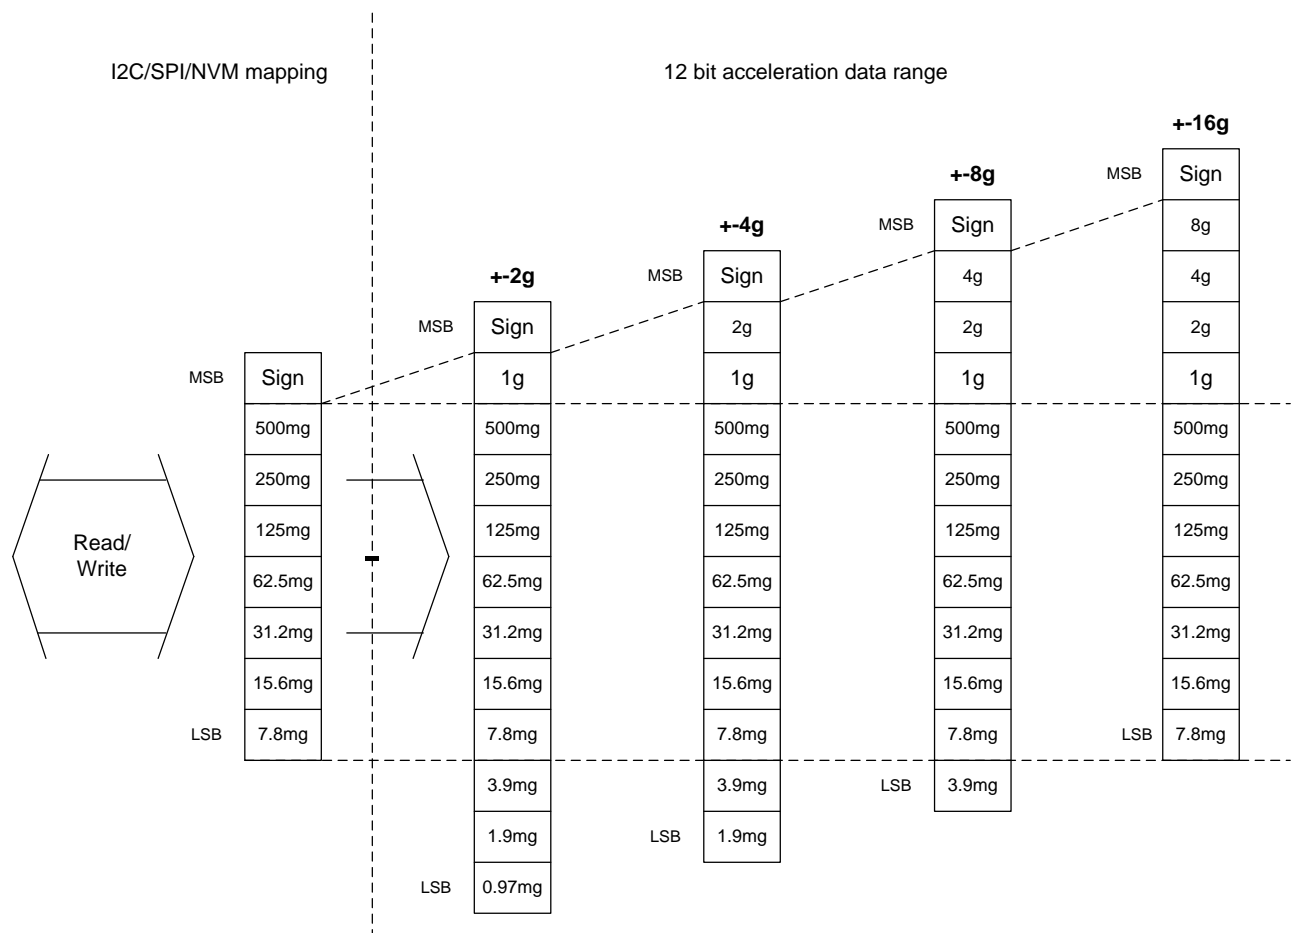 I2C/SPI/NVM mapping
12 bit acceleration data range
+-16g
MSB Sign
8g
4g
2g
1g
500mg
250mg
125mg
62.5mg
31.2mg
15.6mg
LSB 7.8mg
+-8g
MSB Sign
4g
2g
1g
500mg
250mg
125mg
62.5mg
31.2mg
15.6mg
7.8mg
LSB 3.9mg
+-4g
MSB Sign
2g
1g
500mg
250mg
125mg
62.5mg
31.2mg
15.6mg
7.8mg
3.9mg
LSB 1.9mg
+-2g
MSB Sign
1g
500mg
250mg
125mg
62.5mg
31.2mg
15.6mg
7.8mg
3.9mg
1.9mg
LSB 0.97mg
MSB Sign
500mg
250mg
125mg
62.5mg
31.2mg
15.6mg
LSB 7.8mg
Read/
Write